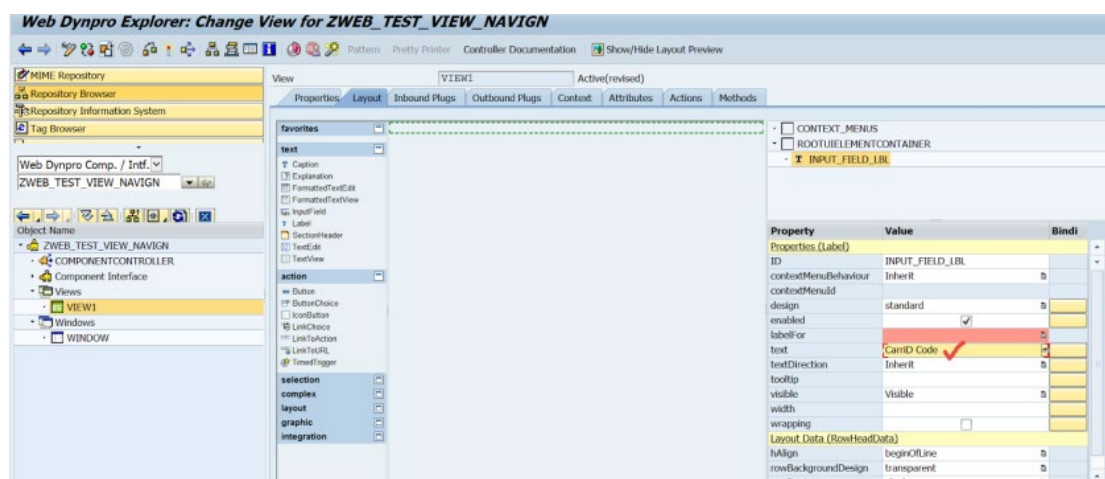 Web Dynpro Explorer: Change View for ZWEB_TEST_VIEW_NAVIGN
Pattern Pretty Printer Controller Documentation Show/Hide Layout Preview
MIME Repository
Repository Browser
Repository Information System
Tag Browser
Web Dynpro Comp. / Intf.
ZWEB_TEST_VIEW_NAVIGN
Object Name
ZWEB_TEST_VIEW_NAVIGN
COMPONENTCONTROLLER
Component Interface
Views
VIEW1
Windows
WINDOW
View VIEW1 Active(revised)
Properties Layout Inbound Plugs Outbound Plugs Context Attributes Actions Methods
favorites
text
Caption
Explanation
FormattedTextEdit
FormattedTextView
InputField
Label
SectionHeader
TextEdit
TextView
action
Button
ButtonChoice
IconButton
LinkChoice
LinkToAction
LinkToURL
TimedTrigger
selection
complex
layout
graphic
integration
CONTEXT_MENUS
ROOTUIELEMENTCONTAINER
INPUT_FIELD_LBL
Property Value Bindi
Properties (Label)
ID INPUT_FIELD_LBL
contextMenuBehaviour Inherit
contextMenuId
design standard
enabled
labelFor
text CarriD Code
textDirection Inherit
tooltip
visible Visible
width
wrapping
Layout Data (RowHeadData)
hAlign beginOfLine
rowBackgroundDesign transparent